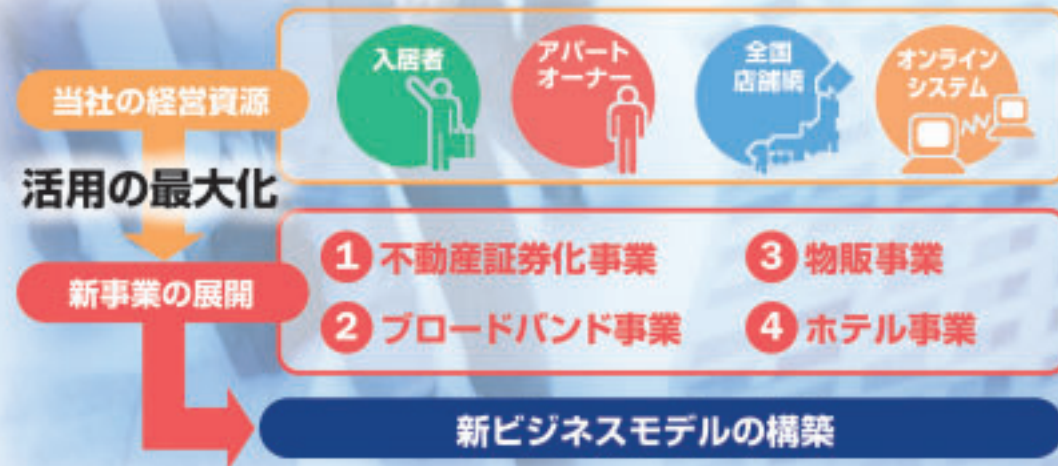 当社の経営資源
入居者
アパート
オーナー
全国
店舗網
オンライン
システム
活用の最大化
新事業の展開
1 不動産証券化事業
2 ブロードバンド事業
3 物販事業
4 ホテル事業
新ビジネスモデルの構築